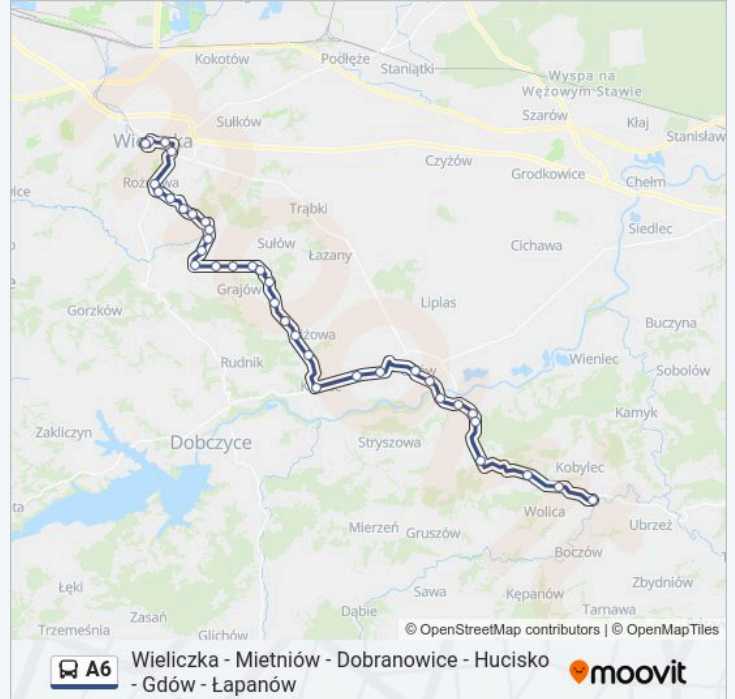 Kokotów
Podłęże
Staniątki
Wyspa na
Wężowym Stawie
Szarów
Kłaj
Stanisław
Sułków
Czyżów
Grodkowice
Chełm
Trąbki
Siedlec
Sułów
Łazany
Cichawa
Grajów
Liplas
Gorzków
Buczyna
Rudnik
Wieniec
Sobolów
Kamyk
Zakliczyn
Dobczyce
Stryszowa
Kobylec
Wolica
Ubrzeż
Mierzeń
Gruszów
Boczów
Łęki
Sawa
Kępanów
Zbydniów
Zasań
Dąbie
Tarnawa
Trzemeśnia
Glichów
© OpenStreetMap contributors | © OpenMapTiles
A6
Wieliczka - Mietniów - Dobranowice - Hucisko
- Gdów - Łapanów
moovit